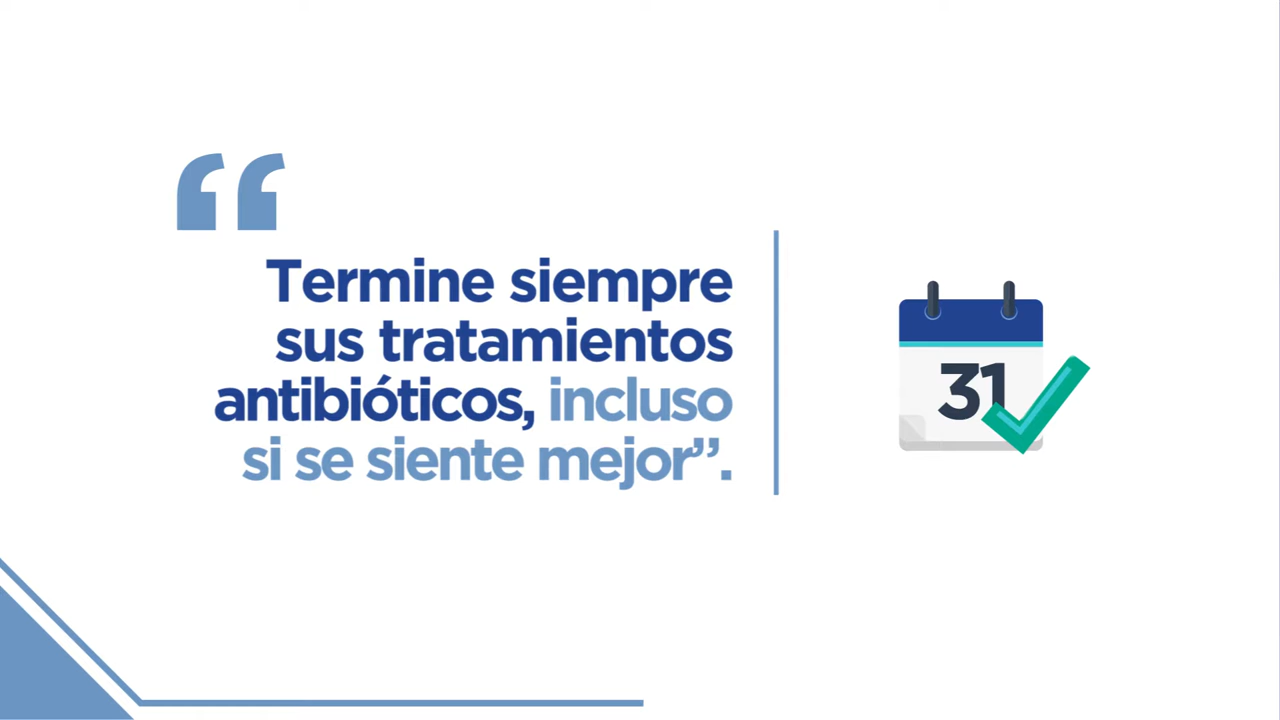 “
Termine siempre
sus tratamientos
antibióticos, incluso
si se siente mejor”.
31